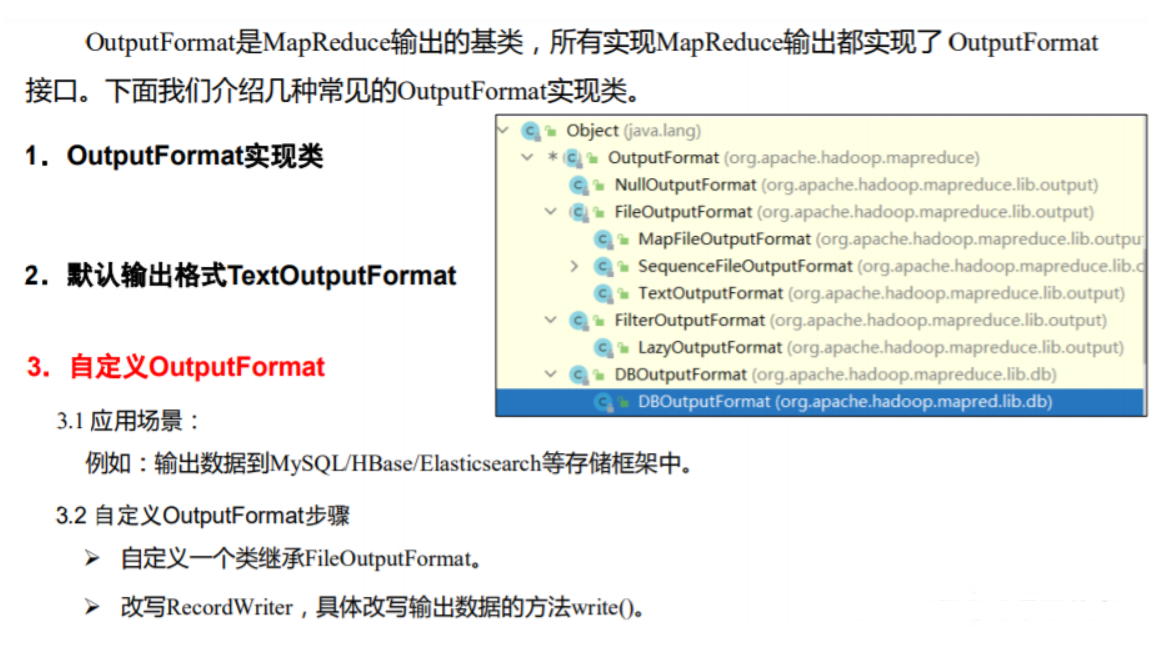 OutputFormat是MapReduce输出的基类，所有实现MapReduce输出都实现了 OutputFormat
接口。下面我们介绍几种常见的OutputFormat实现类。
1．OutputFormat实现类
2．默认输出格式TextOutputFormat
3．自定义OutputFormat
3.1 应用场景：
例如：输出数据到MySQL/HBase/Elasticsearch等存储框架中。
3.2 自定义OutputFormat步骤
➢ 自定义一个类继承FileOutputFormat。
➢ 改写RecordWriter，具体改写输出数据的方法write()。
Object (java.lang)
* OutputFormat (org.apache.hadoop.mapreduce)
NullOutputFormat (org.apache.hadoop.mapreduce.lib.output)
FileOutputFormat (org.apache.hadoop.mapreduce.lib.output)
MapFileOutputFormat (org.apache.hadoop.mapreduce.lib.outpu
SequenceFileOutputFormat (org.apache.hadoop.mapreduce.lib.c
TextOutputFormat (org.apache.hadoop.mapreduce.lib.output)
FilterOutputFormat (org.apache.hadoop.mapreduce.lib.output)
LazyOutputFormat (org.apache.hadoop.mapreduce.lib.output)
DBOutputFormat (org.apache.hadoop.mapreduce.lib.db)
DBOutputFormat (org.apache.hadoop.mapred.lib.db)